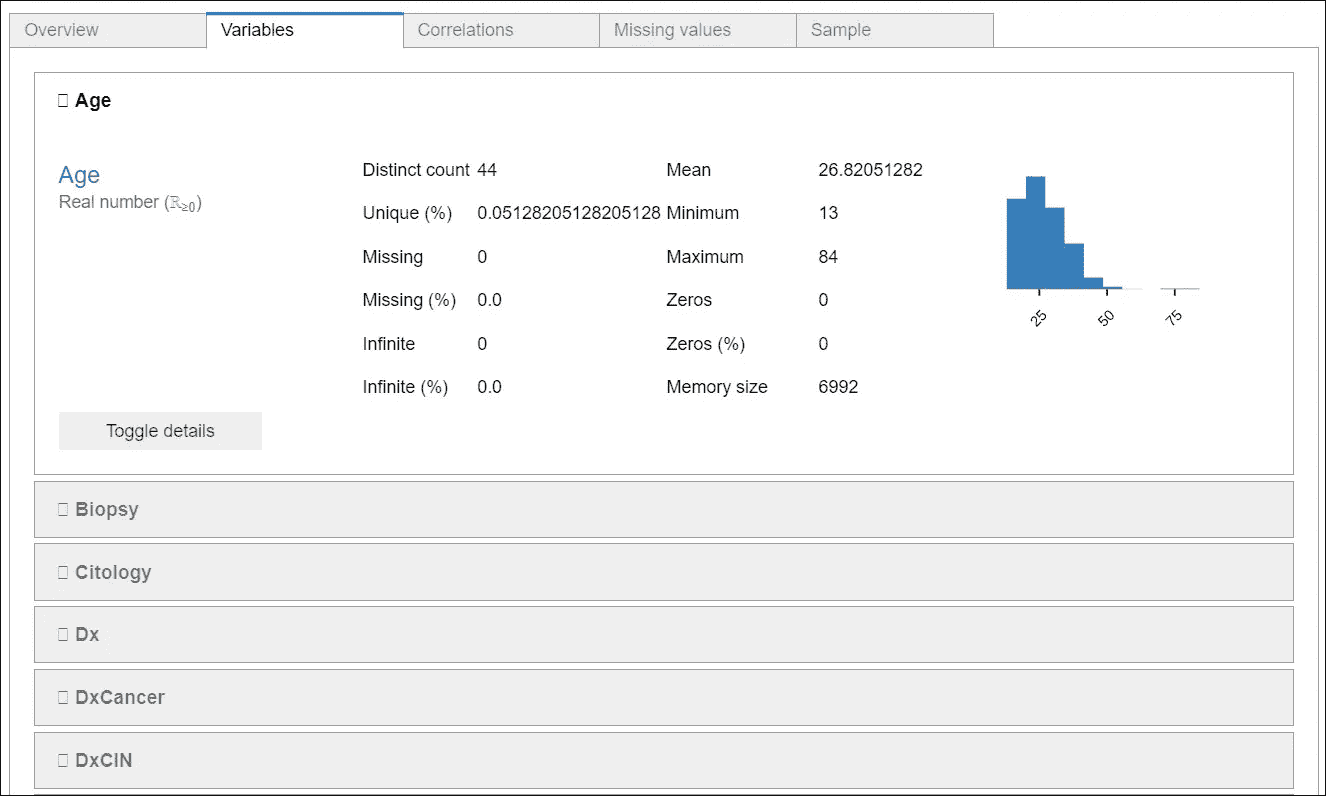 Overview Variables Correlations Missing values Sample
Age
Age
Real number (ℝ≥0)
Distinct count 44 Mean 26.82051282
Unique (%) 0.05128205128205128 Minimum 13
Missing 0 Maximum 84
Missing (%) 0.0 Zeros 0
Infinite 0 Zeros (%) 0
Infinite (%) 0.0 Memory size 6992
25 50 75
Toggle details
Biopsy
Citology
Dx
DxCancer
DxCIN